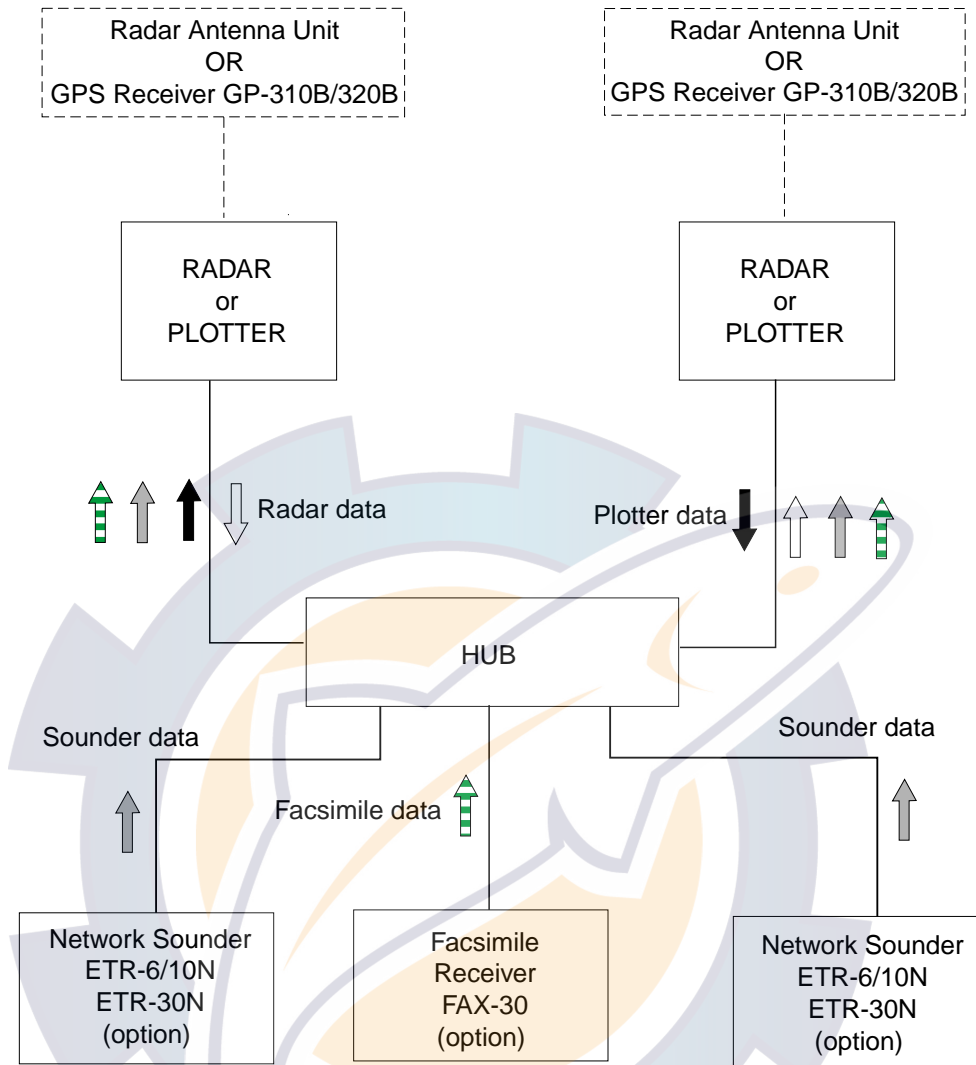 Radar Antenna Unit
OR
GPS Receiver GP-310B/320B
Radar Antenna Unit
OR
GPS Receiver GP-310B/320B
RADAR
or
PLOTTER
RADAR
or
PLOTTER
Radar data
Plotter data
HUB
Sounder data
Sounder data
Facsimile data
Network Sounder
ETR-6/10N
ETR-30N
(option)
Facsimile
Receiver
FAX-30
(option)
Network Sounder
ETR-6/10N
ETR-30N
(option)